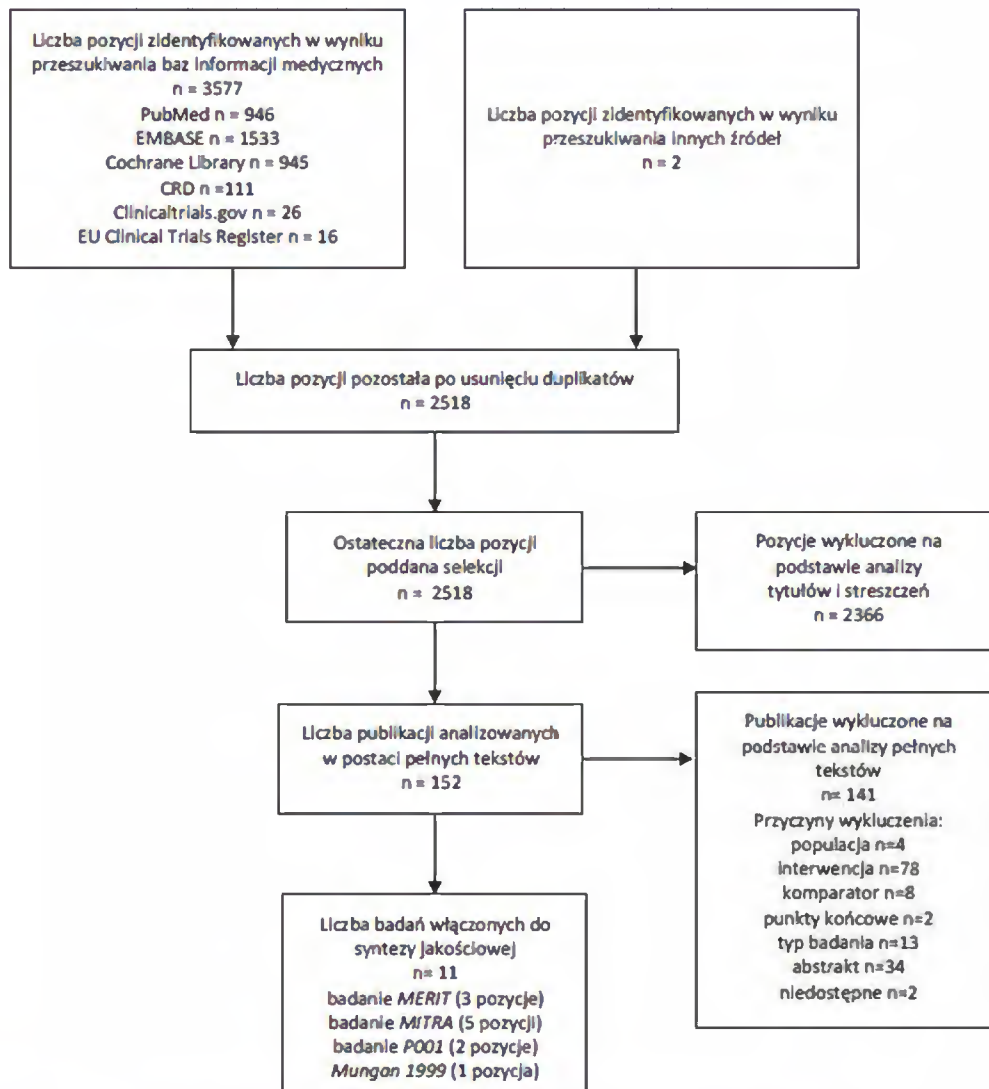 Liczba pozycji zidentyfikowanych w wyniku
przeszukiwania baz informacji medycznych
n = 3577
PubMed n = 946
EMBASE n = 1533
Cochrane Library n = 945
CRD n =111
Clinicaltrials.gov n = 26
EU Clinical Trials Register n = 16
Liczba pozycji zidentyfikowanych w wyniku
przeszukiwania innych źródeł
n = 2
Liczba pozycji pozostała po usunięciu duplikatów
n = 2518
Ostateczna liczba pozycji
poddana selekcji
n = 2518
Pozycje wykluczone na
podstawie analizy
tytułów i streszczeń
n = 2366
Liczba publikacji analizowanych
w postaci pełnych tekstów
n = 152
Publikacje wykluczone na
podstawie analizy pełnych
tekstów
n= 141
Przyczyny wykluczenia:
populacja n=4
interwencja n=78
komparator n=8
punkty końcowe n=2
typ badania n=13
abstrakt n=34
niedostępne n=2
Liczba badań włączonych do
syntezy jakościowej
n= 11
badanie MERIT (3 pozycje)
badanie MITRA (5 pozycji)
badanie P001 (2 pozycje)
Mungan 1999 (1 pozycja)